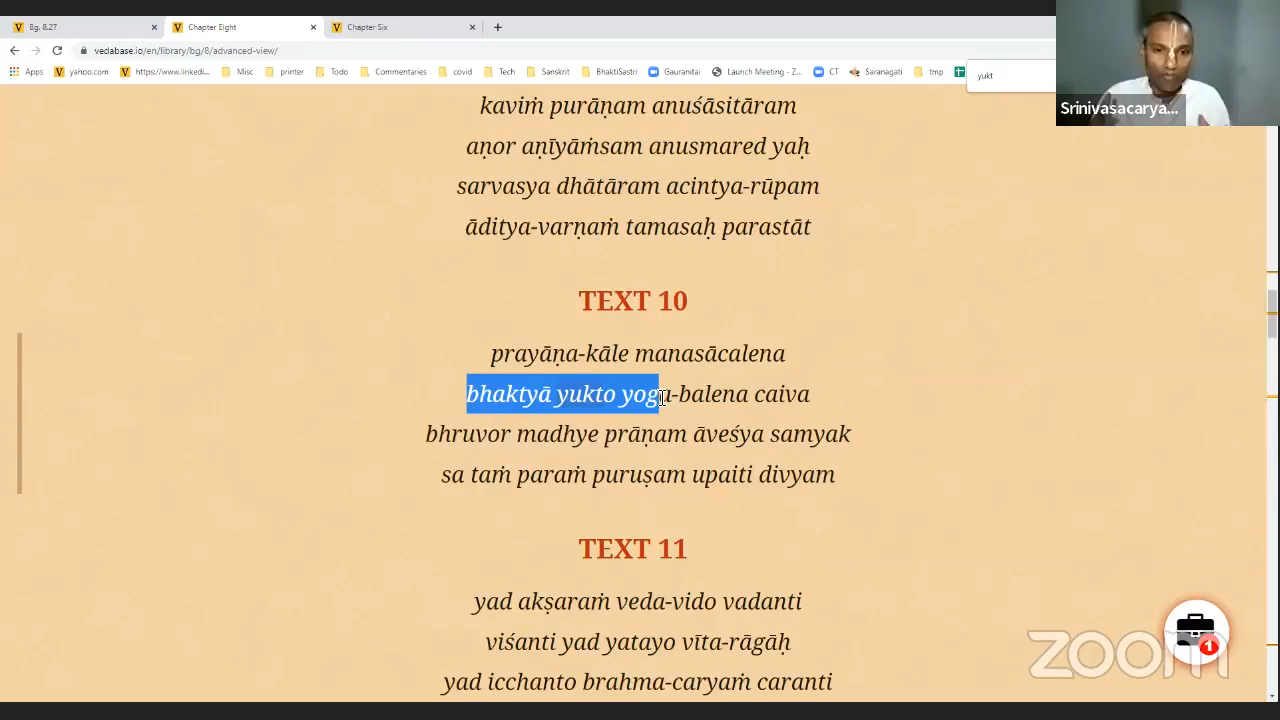 Bg. 8.27
Chapter Eight
Chapter Six
vedabase.io/en/library/bg/8/advanced-view/
Apps yahoo.com https://www.linkedi... Misc printer Todo Commentaries covid Tech Sanskrit BhaktiSastri Gauranitai Launch Meeting - Z... CT Saranagati tmp
yukt
Srinivasacarya...
kaviṁ purāṇam anuśāsitāram
aṇor aṇīyāṁsam anusmared yaḥ
sarvasya dhātāram acintya-rūpam
āditya-varṇaṁ tamasaḥ parastāt
TEXT 10
prayāṇa-kāle manasācalena
bhaktyā yukto yoga-balena caiva
bhruvor madhye prāṇam āveśya samyak
sa taṁ paraṁ puruṣam upaiti divyam
TEXT 11
yad akṣaraṁ veda-vido vadanti
viśanti yad yatayo vīta-rāgāḥ
yad icchanto brahma-caryaṁ caranti
1
zoom